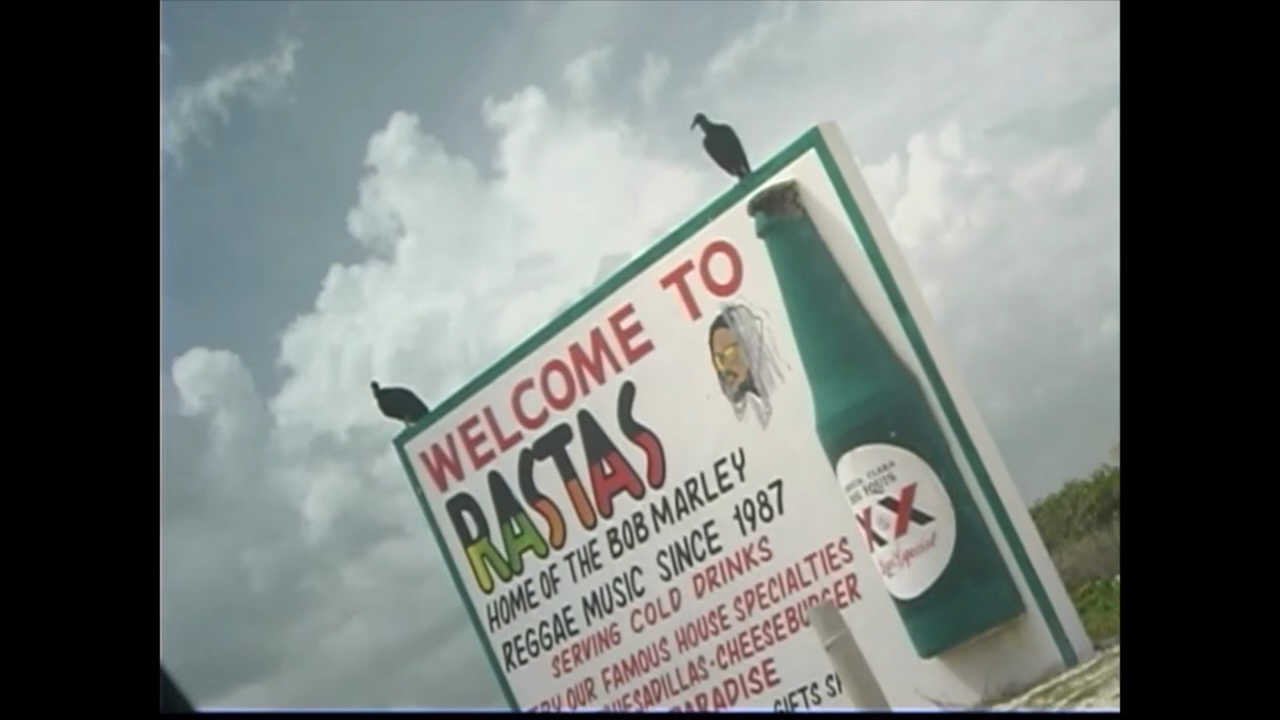 WELCOME TO
RASTAS
HOME OF THE BOB MARLEY
REGGAE MUSIC SINCE 1987
SERVING COLD DRINKS
TRY OUR FAMOUS HOUSE SPECIALTIES
QUESADILLAS·CHEESEBURGER
PARADISE
GIFTS
XX